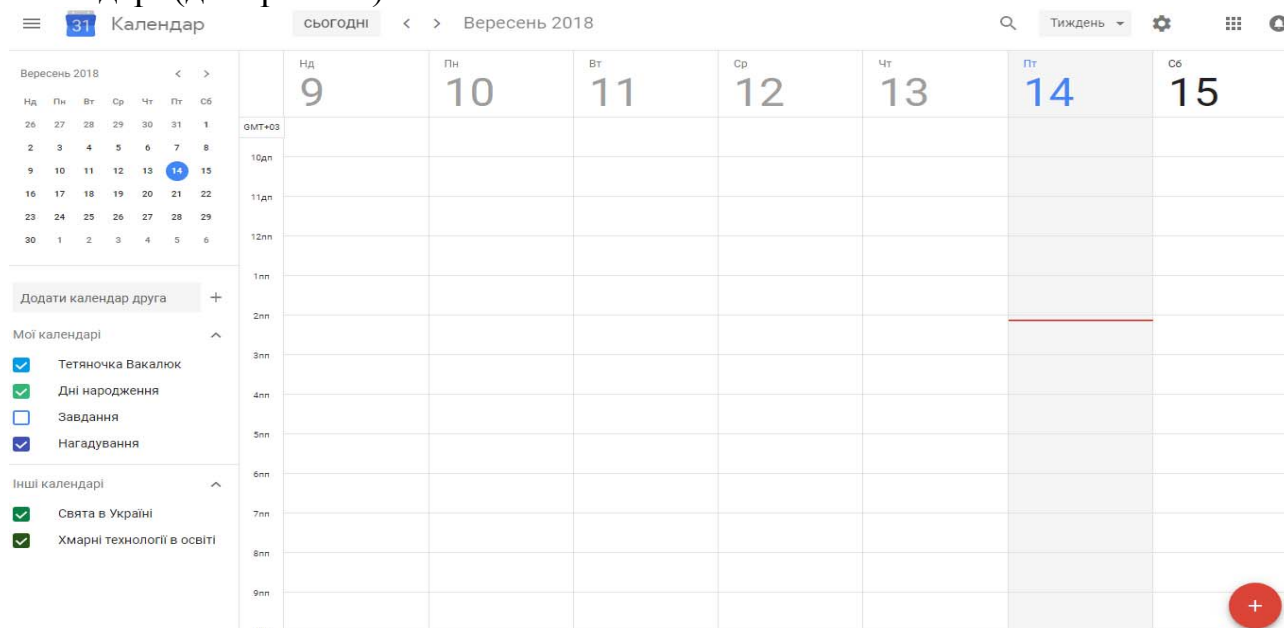 31 Календар сьогодні < > Вересень 2018 Тиждень
Вересень 2018 < >
Нд Пн Вт Ср Чт Пт Сб
26 27 28 29 30 31 1
2 3 4 5 6 7 8
9 10 11 12 13 14 15
16 17 18 19 20 21 22
23 24 25 26 27 28 29
30 1 2 3 4 5 6
Додати календар друга +
Мої календарі
Тетяночка Вакалюк
Дні народження
Завдання
Нагадування
Інші календарі
Свята в Україні
Хмарні технології в освіті
Нд Пн Вт Ср Чт Пт Сб
9 10 11 12 13 14 15
GMT+03
10дп
11дп
12пп
1пп
2пп
3пп
4пп
5пп
6пп
7пп
8пп
9пп
+